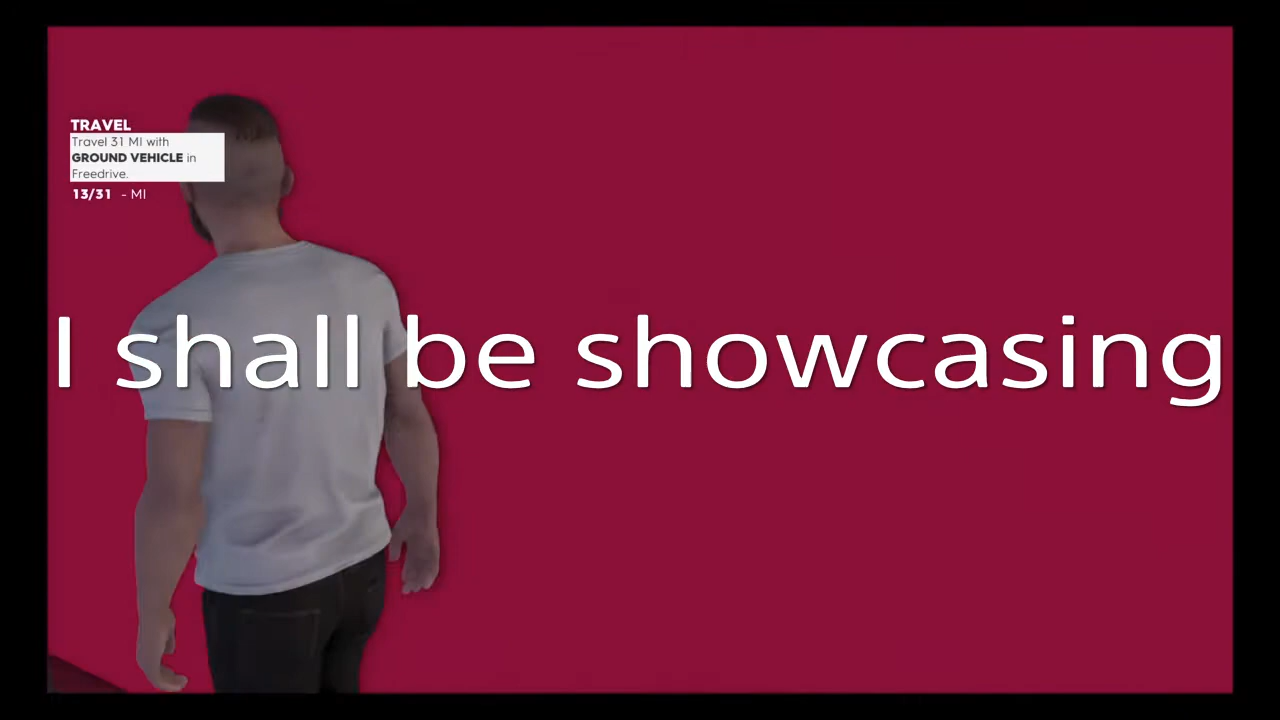 TRAVEL
Travel 31 MI with
GROUND VEHICLE in
Freedrive.
13/31 - MI
I shall be showcasing